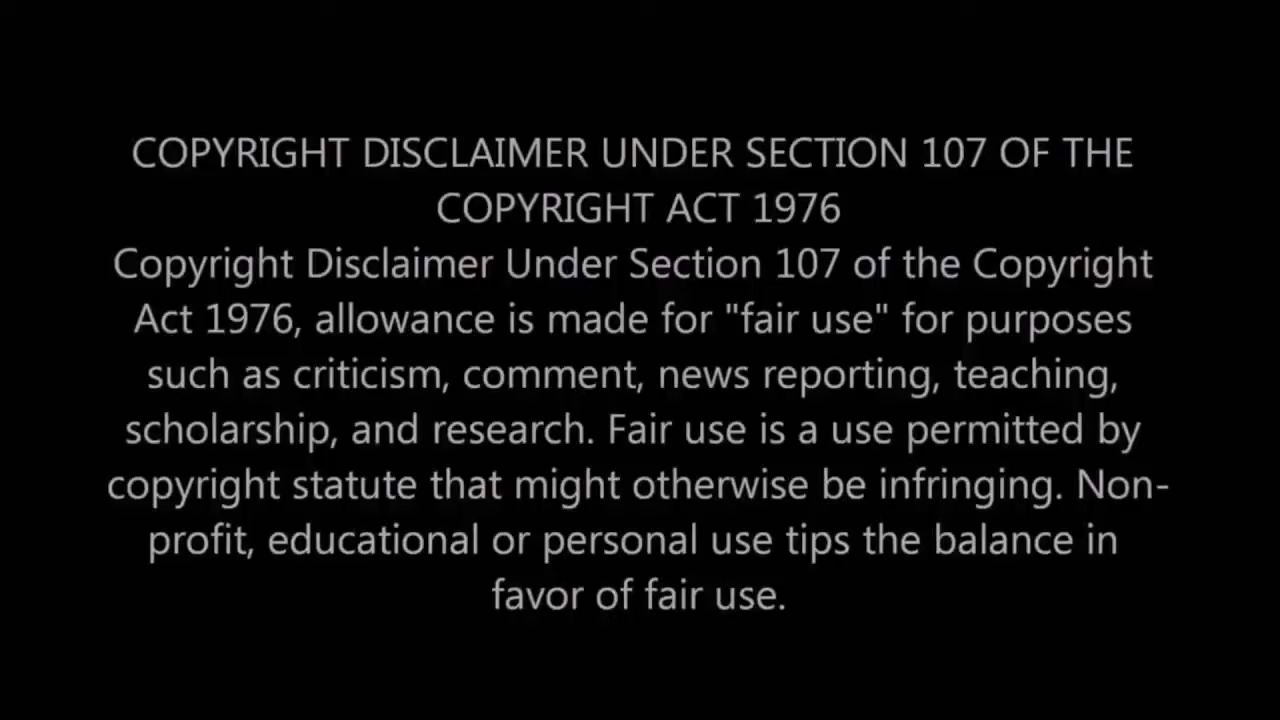 COPYRIGHT DISCLAIMER UNDER SECTION 107 OF THE
COPYRIGHT ACT 1976
Copyright Disclaimer Under Section 107 of the Copyright
Act 1976, allowance is made for "fair use" for purposes
such as criticism, comment, news reporting, teaching,
scholarship, and research. Fair use is a use permitted by
copyright statute that might otherwise be infringing. Non-
profit, educational or personal use tips the balance in
favor of fair use.